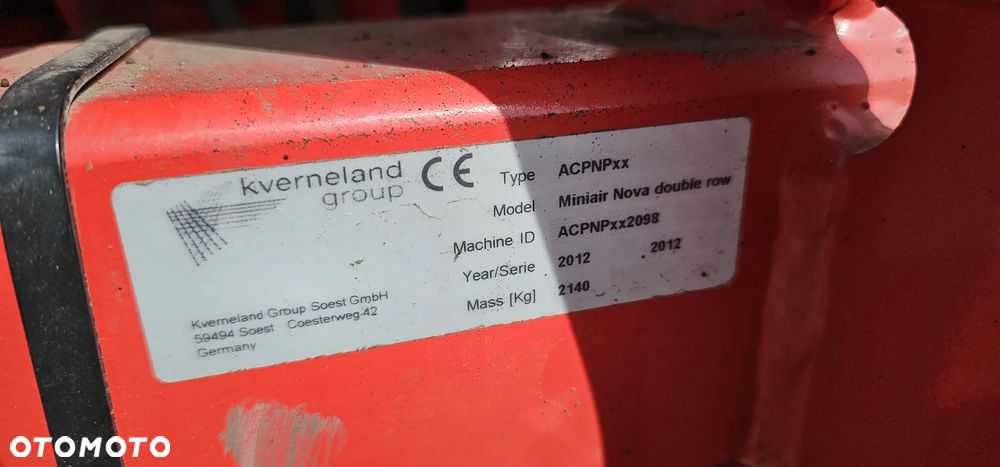 kverneland
group
CE
Type ACPNPxx
Model Miniair Nova double row
Machine ID ACPNPxx2098
Year/Serie 2012 2012
Mass [Kg] 2140
Kverneland Group Soest GmbH
59494 Soest Coesterweg-42
Germany
OTOMOTO